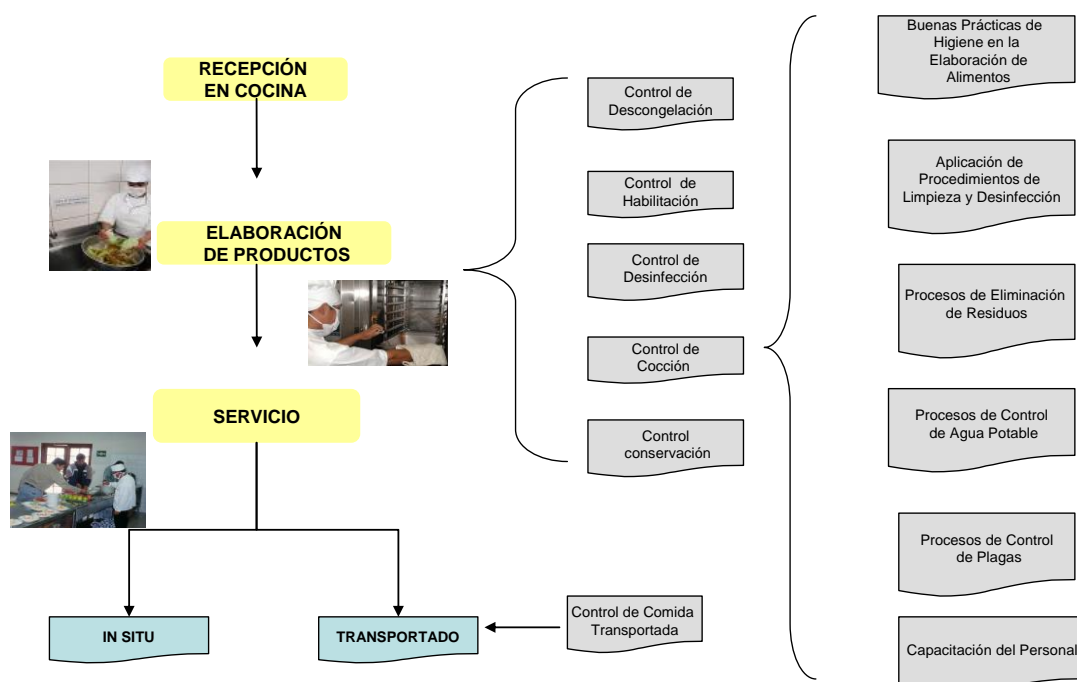 RECEPCIÓN
EN COCINA
ELABORACIÓN
DE PRODUCTOS
SERVICIO
IN SITU
TRANSPORTADO
Control de
Descongelación
Control de
Habilitación
Control de
Desinfección
Control de
Cocción
Control
conservación
Control de Comida
Transportada
Buenas Prácticas de
Higiene en la
Elaboración de
Alimentos
Aplicación de
Procedimientos de
Limpieza y Desinfección
Procesos de Eliminación
de Residuos
Procesos de Control
de Agua Potable
Procesos de Control
de Plagas
Capacitación del Personal